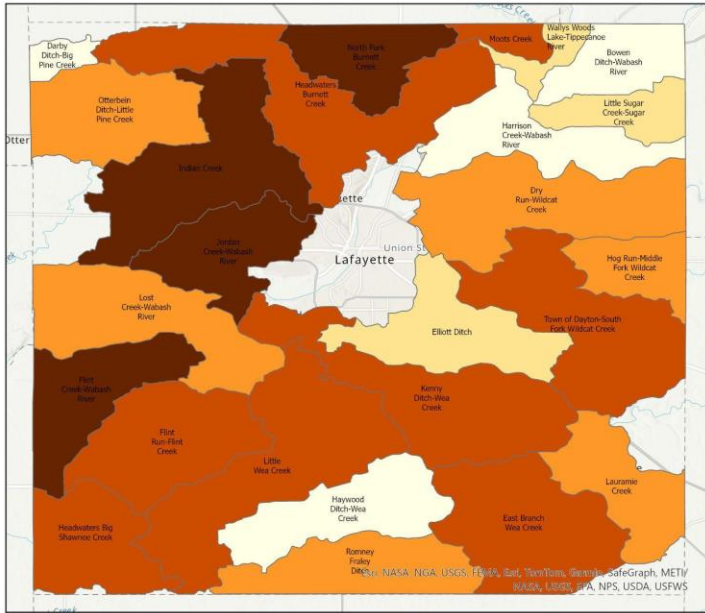 Darby
Ditch-Big
Pine Creek
North Fork
Burnett
Creek
Moots Creek
Wallys Woods
Lake-Tippecanoe
River
Bowen
Ditch-Wabash
River
Otterbein
Ditch-Little
Pine Creek
Headwaters
Burnett
Creek
Little Sugar
Creek-Sugar
Creek
Harrison
Creek-Wabash
River
Otter
Indian Creek
Dry
Run-Wildcat
Creek
ette
Jordan
Creek-Wabash
River
Union St
Lafayette
Hog Run-Middle
Fork Wildcat
Creek
Lost
Creek-Wabash
River
Elliott Ditch
Town of Dayton-South
Fork Wildcat Creek
Flint
Creek-Wabash
River
Kenny
Ditch-Wea
Creek
Flint
Run-Flint
Creek
Little
Wea Creek
Lauramie
Creek
Haywood
Ditch-Wea
Creek
Headwaters Big
Shawnee Creek
East Branch
Wea Creek
Romney
Fraley
Ditch
Esri, NASA, NGA, USGS, FEMA, Esri, TomTom, Garmin, SafeGraph, METI/
NASA, USGS, EPA, NPS, USDA, USFWS
Creek